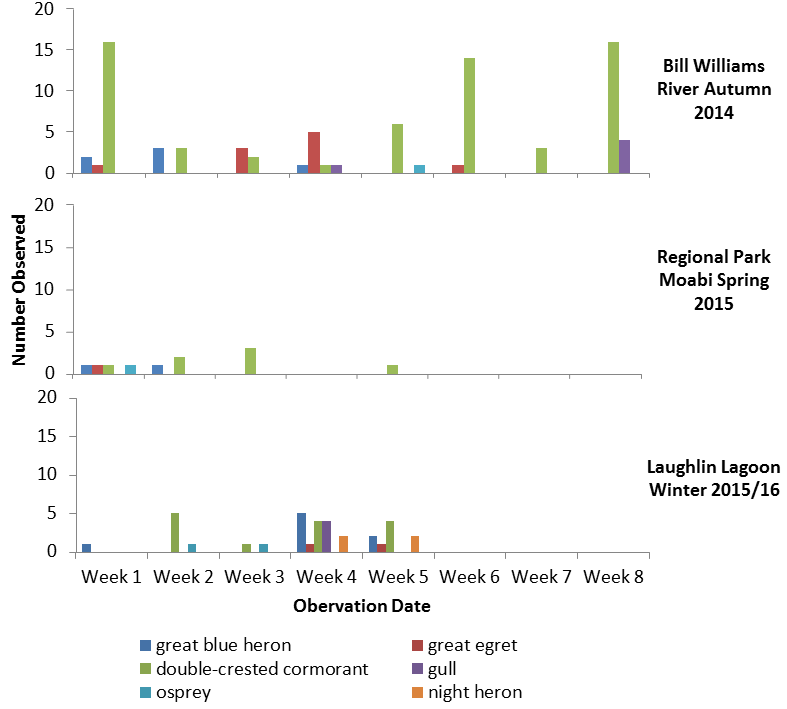 20
15
10
5
0
Bill Williams
River Autumn
2014
Number Observed
20
15
10
5
0
Regional Park
Moabi Spring
2015
20
15
10
5
0
Laughlin Lagoon
Winter 2015/16
Week 1 Week 2 Week 3 Week 4 Week 5 Week 6 Week 7 Week 8
Obervation Date
great blue heron great egret
double-crested cormorant gull
osprey night heron